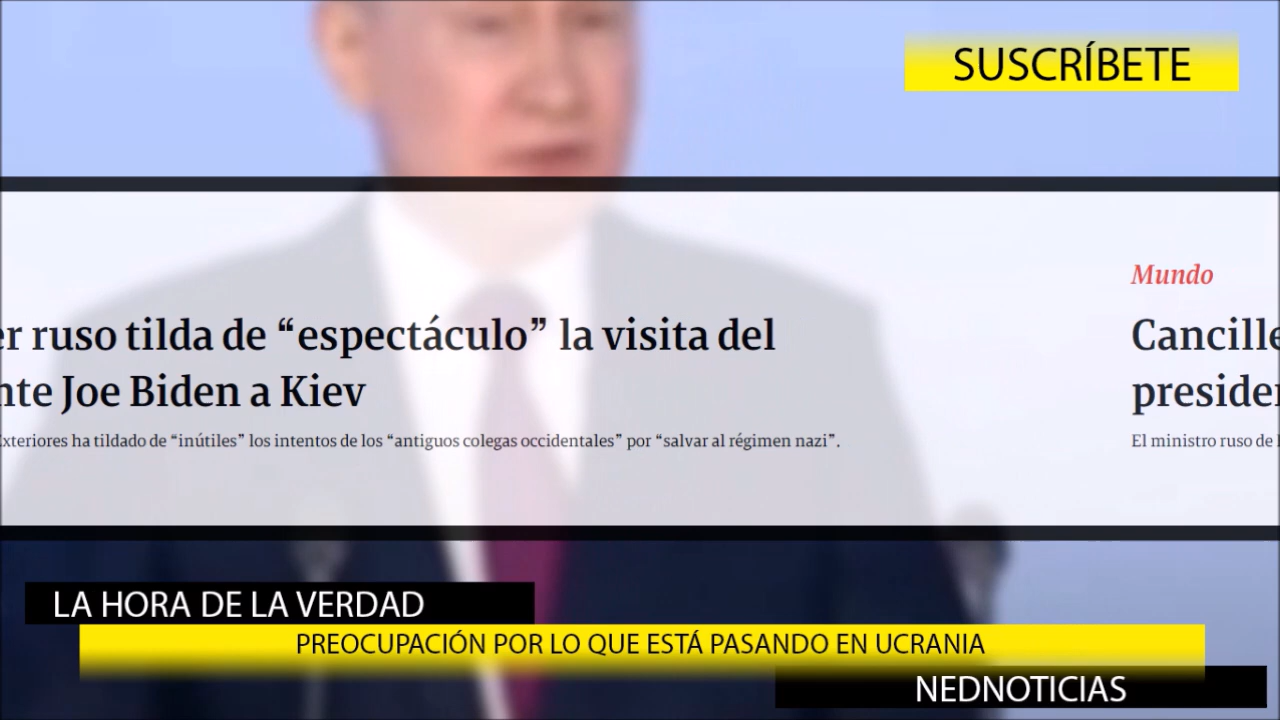 SUSCRÍBETE
Mundo
er ruso tilda de “espectáculo” la visita del
nte Joe Biden a Kiev
Exteriores ha tildado de “inútiles” los intentos de los “antiguos colegas occidentales” por “salvar al régimen nazi”.
Cancille
presiden
El ministro ruso de
LA HORA DE LA VERDAD
PREOCUPACIÓN POR LO QUE ESTÁ PASANDO EN UCRANIA
NEDNOTICIAS